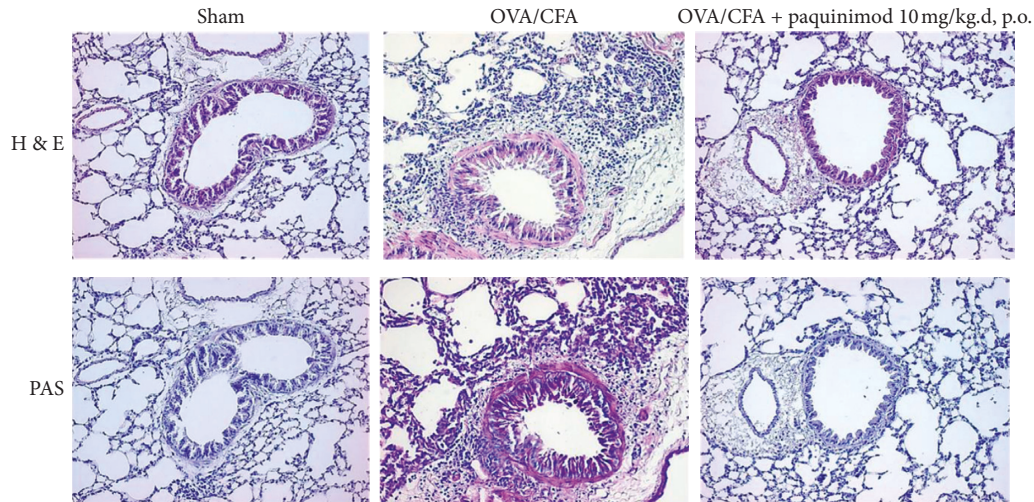 Sham
OVA/CFA
OVA/CFA + paquinimod 10 mg/kg.d, p.o.
H & E
PAS